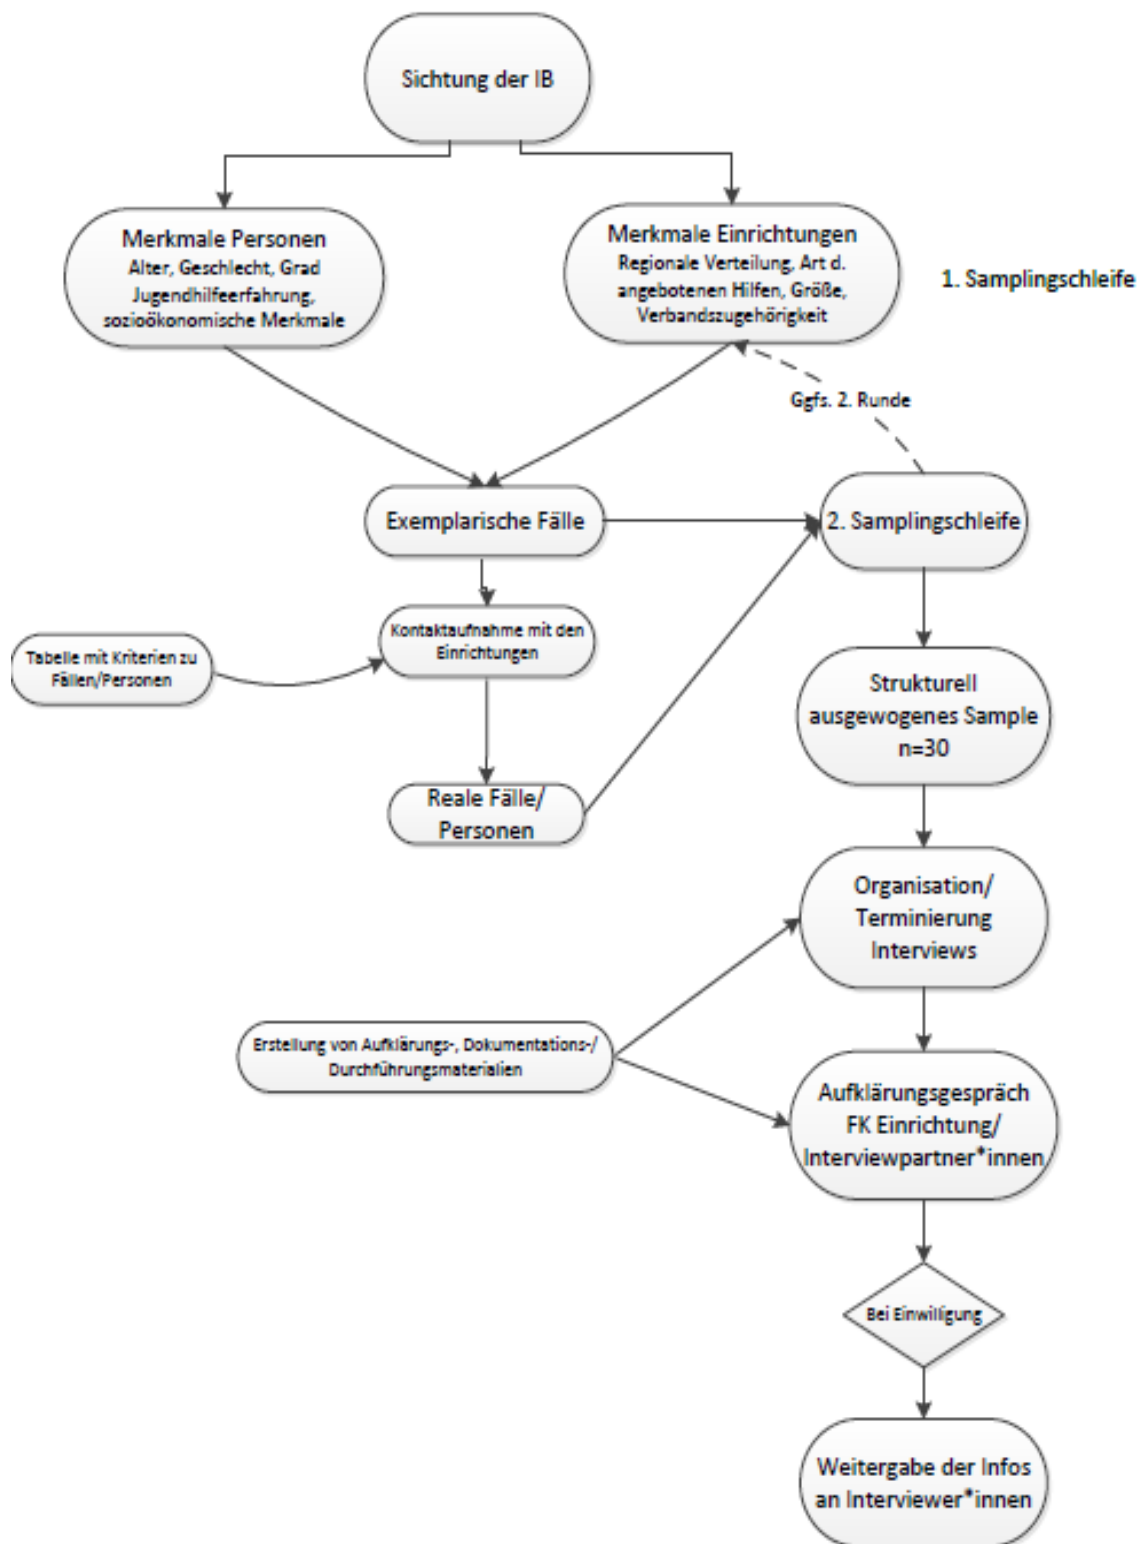 Sichtung der IB
Merkmale Personen
Alter, Geschlecht, Grad
Jugendhilfeerfahrung,
sozioökonomische Merkmale
Merkmale Einrichtungen
Regionale Verteilung, Art d.
angebotenen Hilfen, Größe,
Verbandszugehörigkeit
1. Samplingschleife
Ggfs. 2. Runde
Exemplarische Fälle
2. Samplingschleife
Kontaktaufnahme mit den
Einrichtungen
Tabelle mit Kriterien zu
Fällen/Personen
Strukturell
ausgewogenes Sample
n=30
Reale Fälle/
Personen
Organisation/
Terminierung
Interviews
Erstellung von Aufklärungs-, Dokumentations-/
Durchführungsmaterialien
Aufklärungsgespräch
FK Einrichtung/
Interviewpartner*innen
Bei Einwilligung
Weitergabe der Infos
an Interviewer*innen